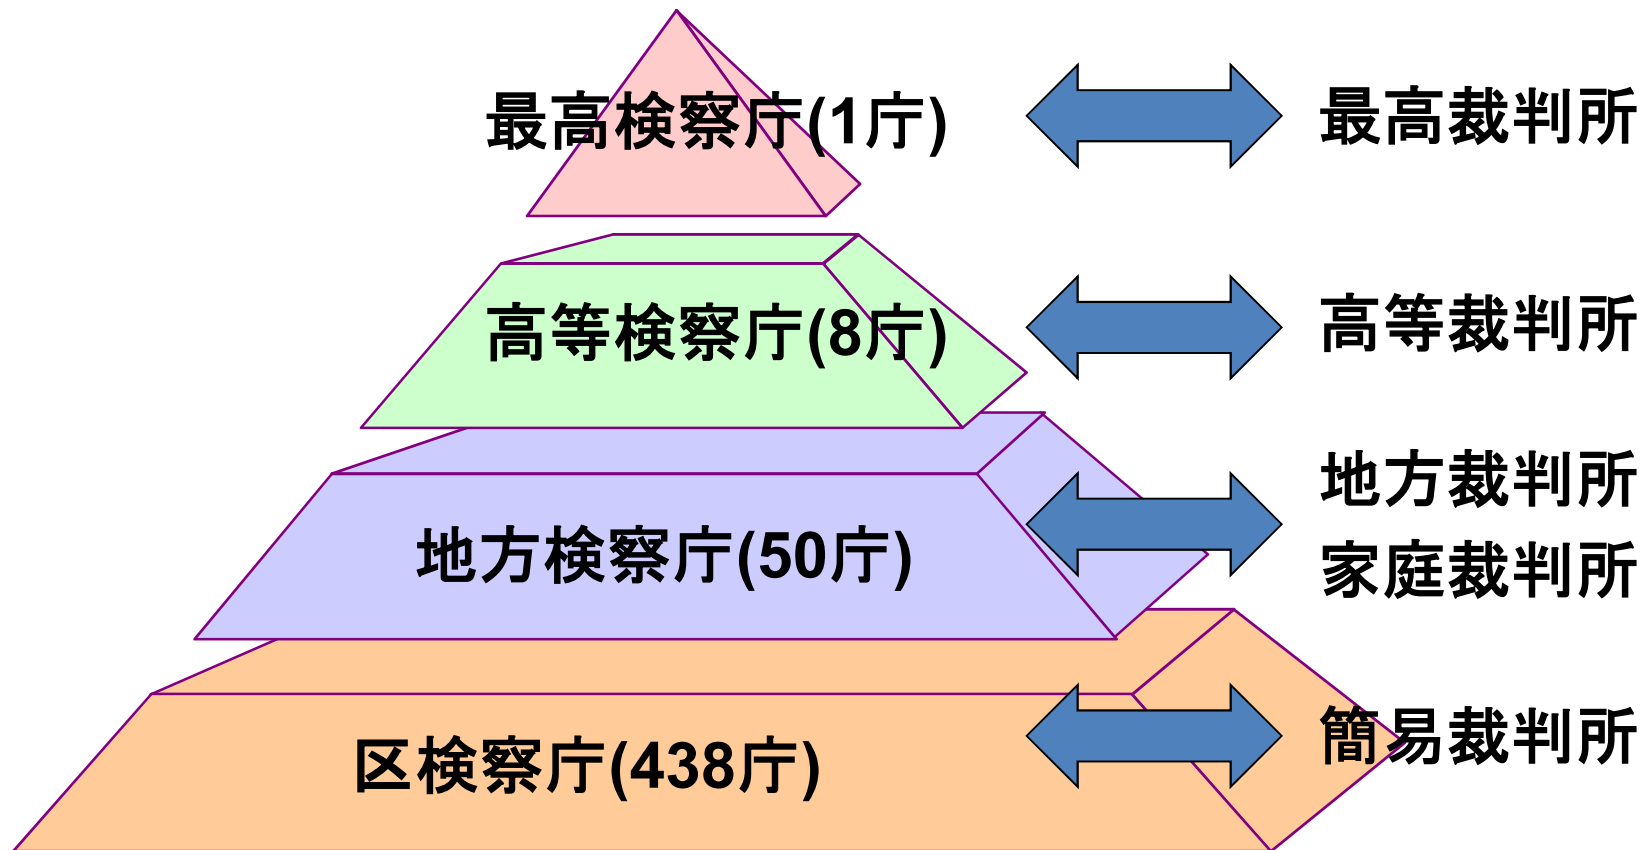 最高検察庁(1庁)
最高裁判所
高等検察庁(8庁)
高等裁判所
地方検察庁(50庁)
地方裁判所
家庭裁判所
区検察庁(438庁)
簡易裁判所